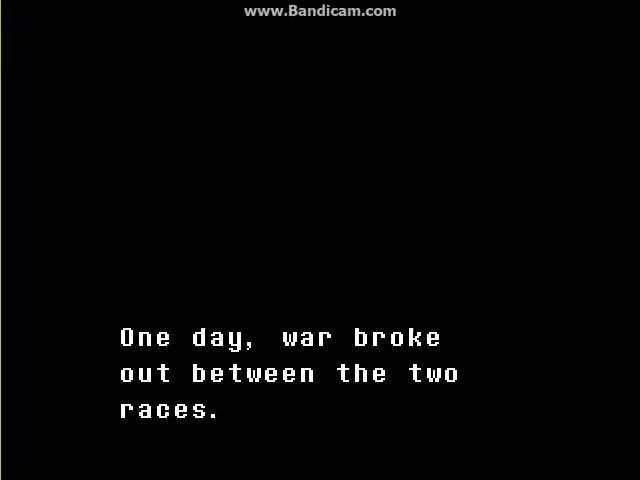 www.Bandicam.com
One day, war broke
out between the two
races.